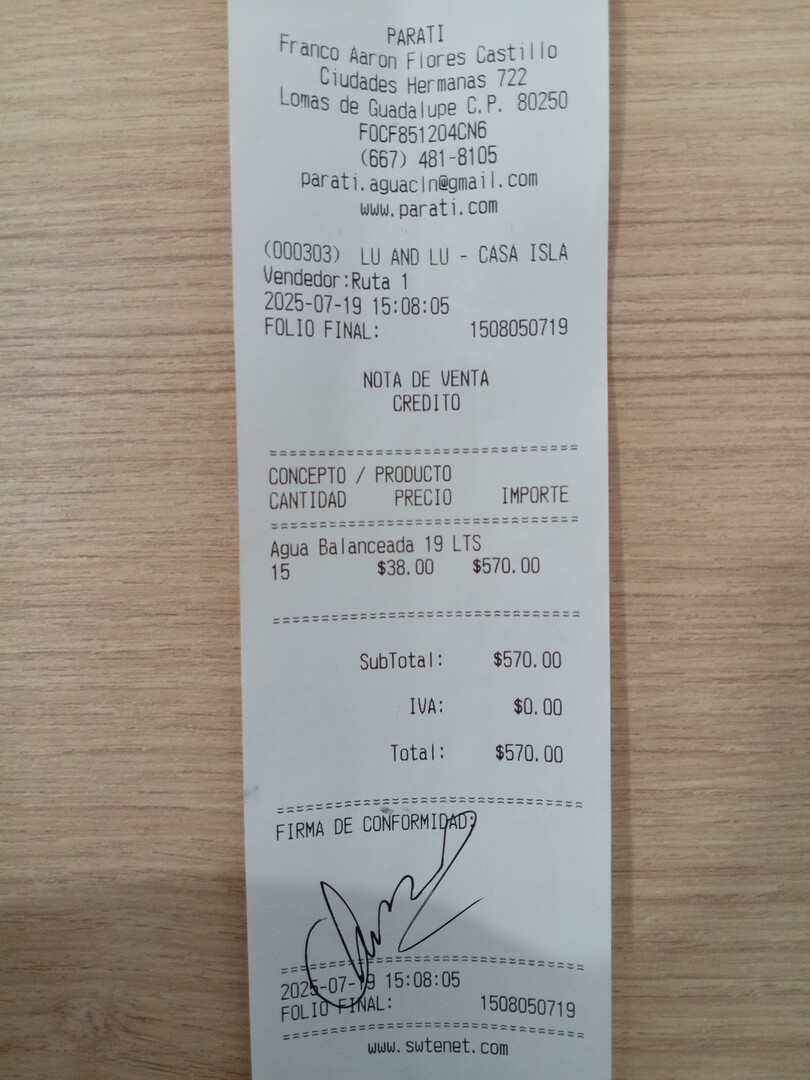 PARATI
Franco Aaron Flores Castillo
Ciudades Hermanas 722
Lomas de Guadalupe C.P. 80250
FOCF851204CN6
(667) 481-8105
parati.aguacln@gmail.com
www.parati.com
(000303) LU AND LU - CASA ISLA
Vendedor:Ruta 1
2025-07-19 15:08:05
FOLIO FINAL: 1508050719
NOTA DE VENTA
CREDITO
==============================
CONCEPTO / PRODUCTO
CANTIDAD PRECIO IMPORTE
==============================
Agua Balanceada 19 LTS
15 $38.00 $570.00
==============================
SubTotal: $570.00
IVA: $0.00
Total: $570.00
==============================
FIRMA DE CONFORMIDAD:
==============================
2025-07-19 15:08:05
FOLIO FINAL: 1508050719
==============================
www.swtenet.com